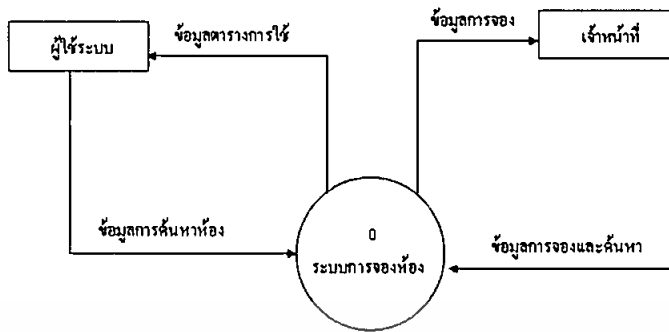 ข้อมูลตารางการใช้
ข้อมูลการจอง
ผู้ใช้ระบบ
เจ้าหน้าที่
ข้อมูลการค้นหาห้อง
0
ระบบการจองห้อง
ข้อมูลการจองและค้นหา